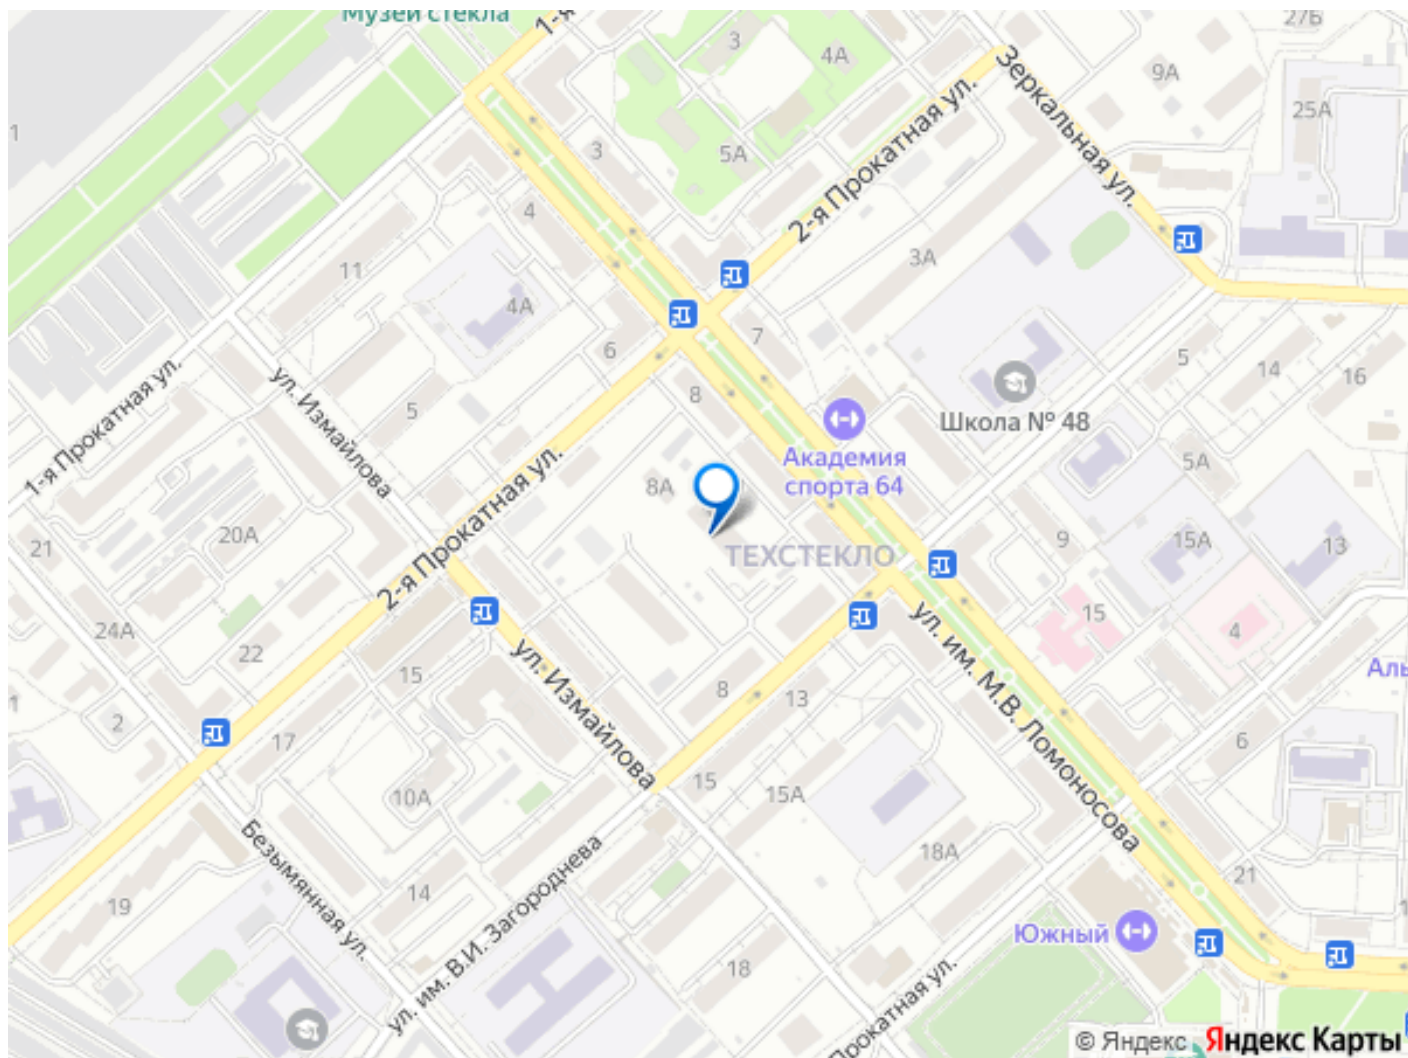 Музей стекла
1-я
3
4А
27Б
9А
Зеркальная ул.
25А
1
2-я Прокатная ул.
3
5А
4
11
3А
4А
7
6
5
14
16
1-я Прокатная ул.
ул. Измайлова
5
8
Школа № 48
Академия
спорта 64
5А
8А
2-я Прокатная ул.
21
20А
ТЕХСТЕКЛО
9
15А
13
24А
22
15
4
ул. им. М.В. Ломоносова
15
8
13
ул. Измайлова
Аль
2
17
6
10А
15
15А
18А
21
Безымянная ул.
14
19
ул. им. В.И. Загороднева
Южный
18
Прокатная ул.
© Яндекс Яндекс Карты